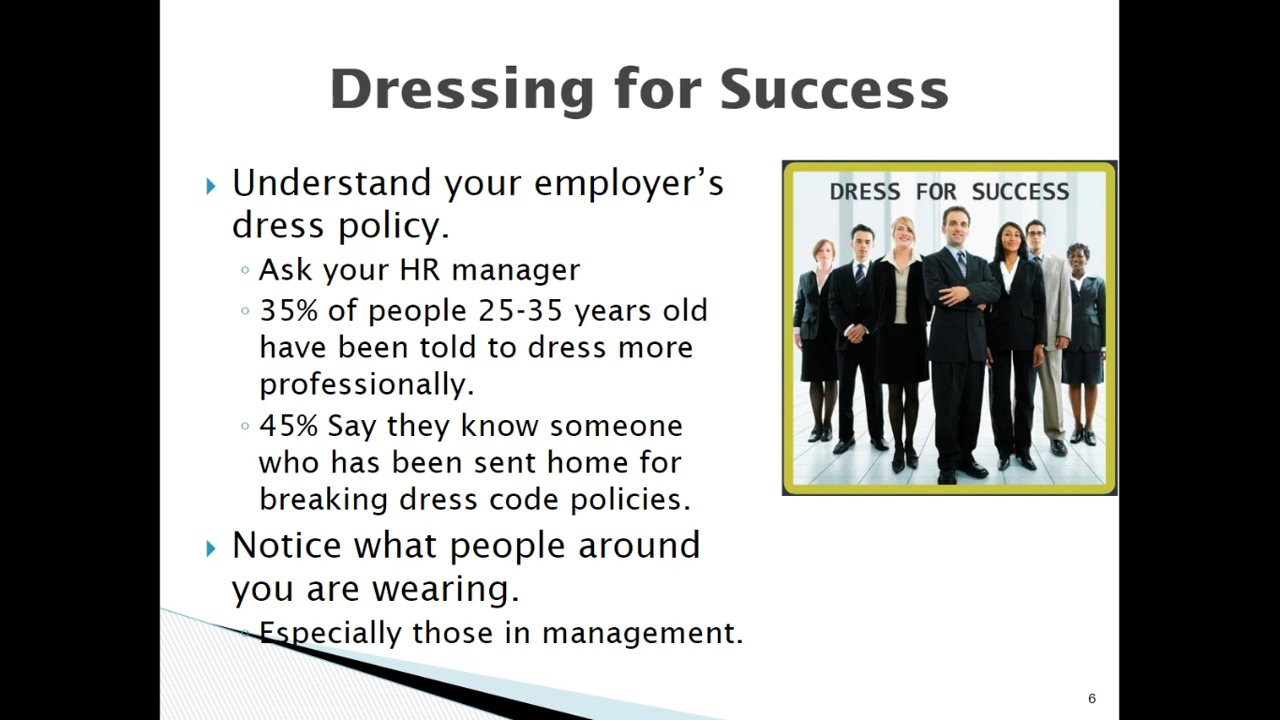 Dressing for Success
Understand your employer's
dress policy.
Ask your HR manager
35% of people 25-35 years old
have been told to dress more
professionally.
45% Say they know someone
who has been sent home for
breaking dress code policies.
Notice what people around
you are wearing.
Especially those in management.
DRESS FOR SUCCESS
6